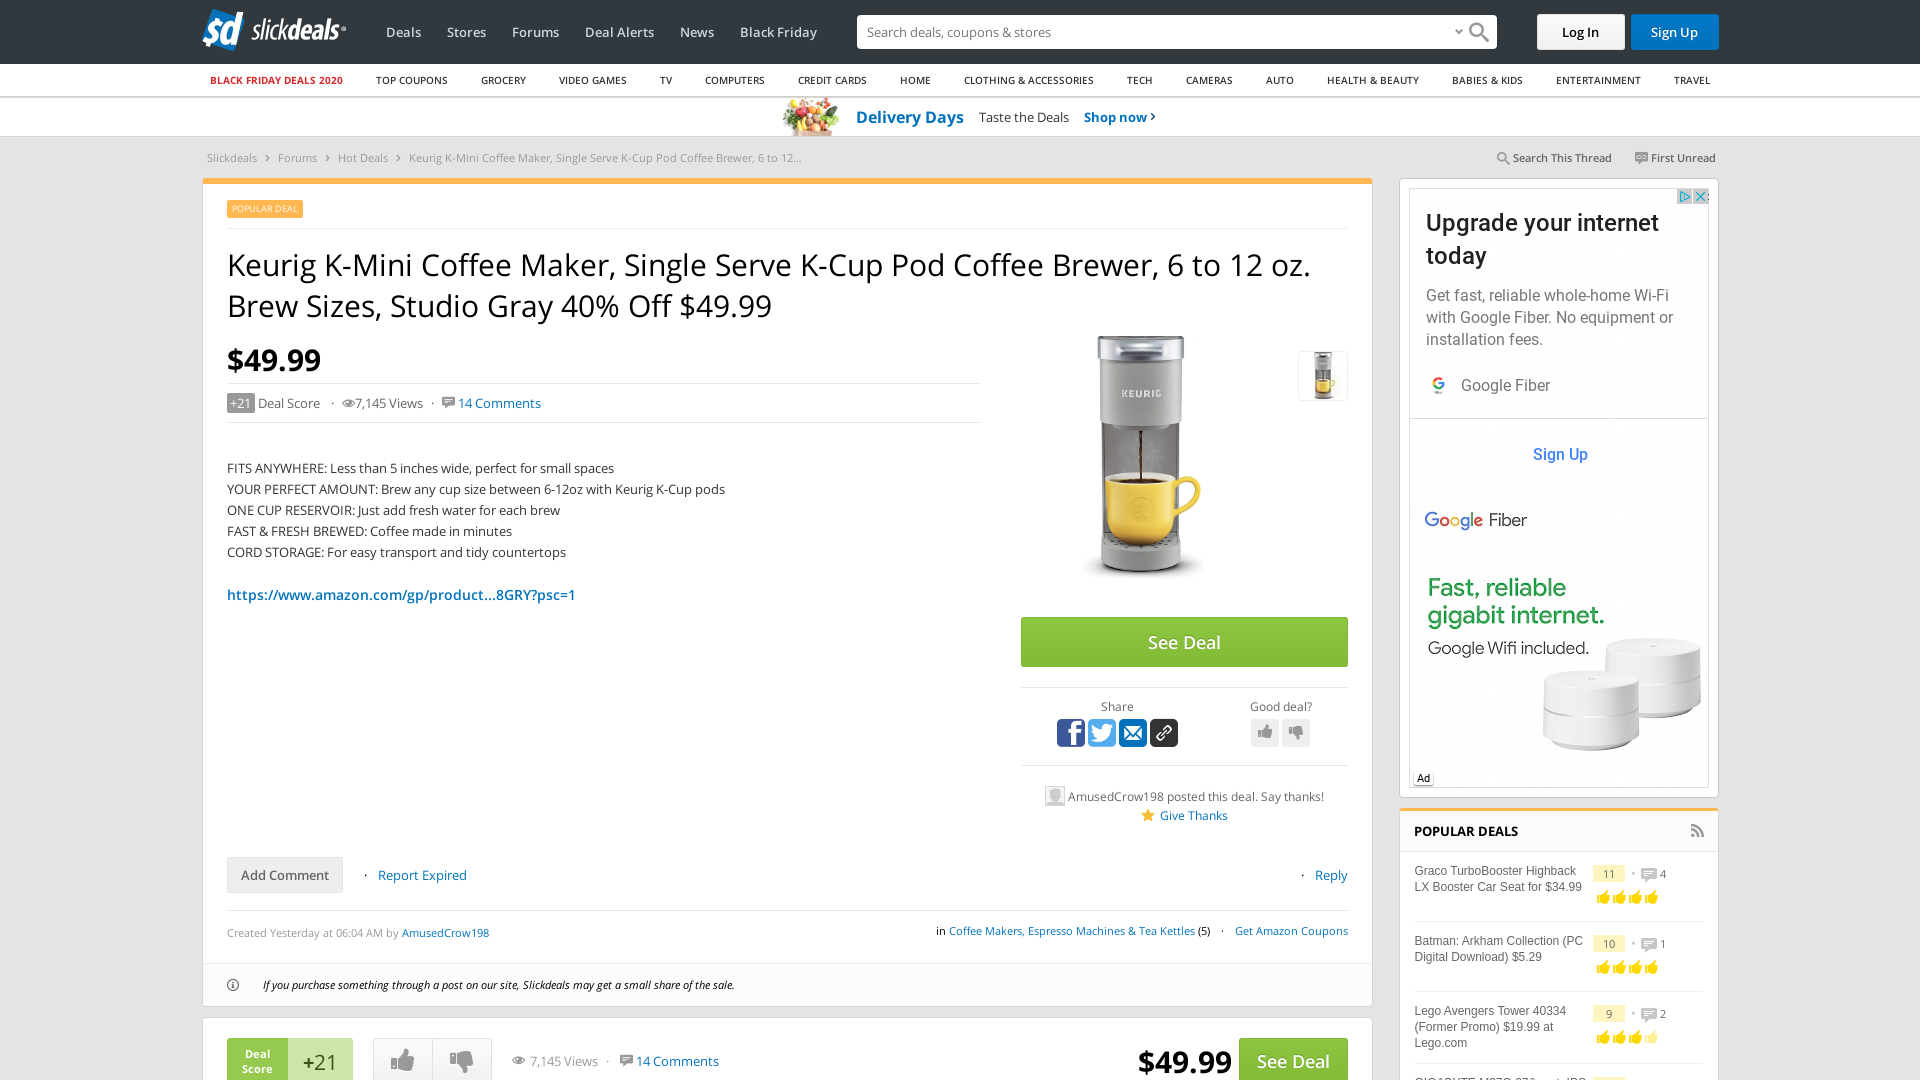 sd slickdeals
Deals Stores Forums Deal Alerts News Black Friday
Search deals, coupons & stores
Log In
Sign Up
BLACK FRIDAY DEALS 2020 TOP COUPONS GROCERY VIDEO GAMES TV COMPUTERS CREDIT CARDS HOME CLOTHING & ACCESSORIES TECH CAMERAS AUTO HEALTH & BEAUTY BABIES & KIDS ENTERTAINMENT TRAVEL
Delivery Days Taste the Deals Shop now ›
Slickdeals › Forums › Hot Deals › Keurig K-Mini Coffee Maker, Single Serve K-Cup Pod Coffee Brewer, 6 to 12...
Search This Thread First Unread
POPULAR DEAL
Keurig K-Mini Coffee Maker, Single Serve K-Cup Pod Coffee Brewer, 6 to 12 oz.
Brew Sizes, Studio Gray 40% Off $49.99
$49.99
+21 Deal Score · 7,145 Views · 14 Comments
FITS ANYWHERE: Less than 5 inches wide, perfect for small spaces
YOUR PERFECT AMOUNT: Brew any cup size between 6-12oz with Keurig K-Cup pods
ONE CUP RESERVOIR: Just add fresh water for each brew
FAST & FRESH BREWED: Coffee made in minutes
CORD STORAGE: For easy transport and tidy countertops
https://www.amazon.com/gp/product...8GRY?psc=1
KEURIG
See Deal
Share
Good deal?
AmusedCrow198 posted this deal. Say thanks!
Give Thanks
Add Comment · Report Expired
· Reply
Created Yesterday at 06:04 AM by AmusedCrow198
in Coffee Makers, Espresso Machines & Tea Kettles (5) · Get Amazon Coupons
If you purchase something through a post on our site, Slickdeals may get a small share of the sale.
Deal
Score
+21
7,145 Views · 14 Comments
$49.99
See Deal
Upgrade your internet
today
Get fast, reliable whole-home Wi-Fi
with Google Fiber. No equipment or
installation fees.
Google Fiber
Sign Up
Google Fiber
Fast, reliable
gigabit internet.
Google Wifi included.
Ad
POPULAR DEALS
Graco TurboBooster Highback
LX Booster Car Seat for $34.99
11 · 4
Batman: Arkham Collection (PC
Digital Download) $5.29
10 · 1
Lego Avengers Tower 40334
(Former Promo) $19.99 at
Lego.com
9 · 2